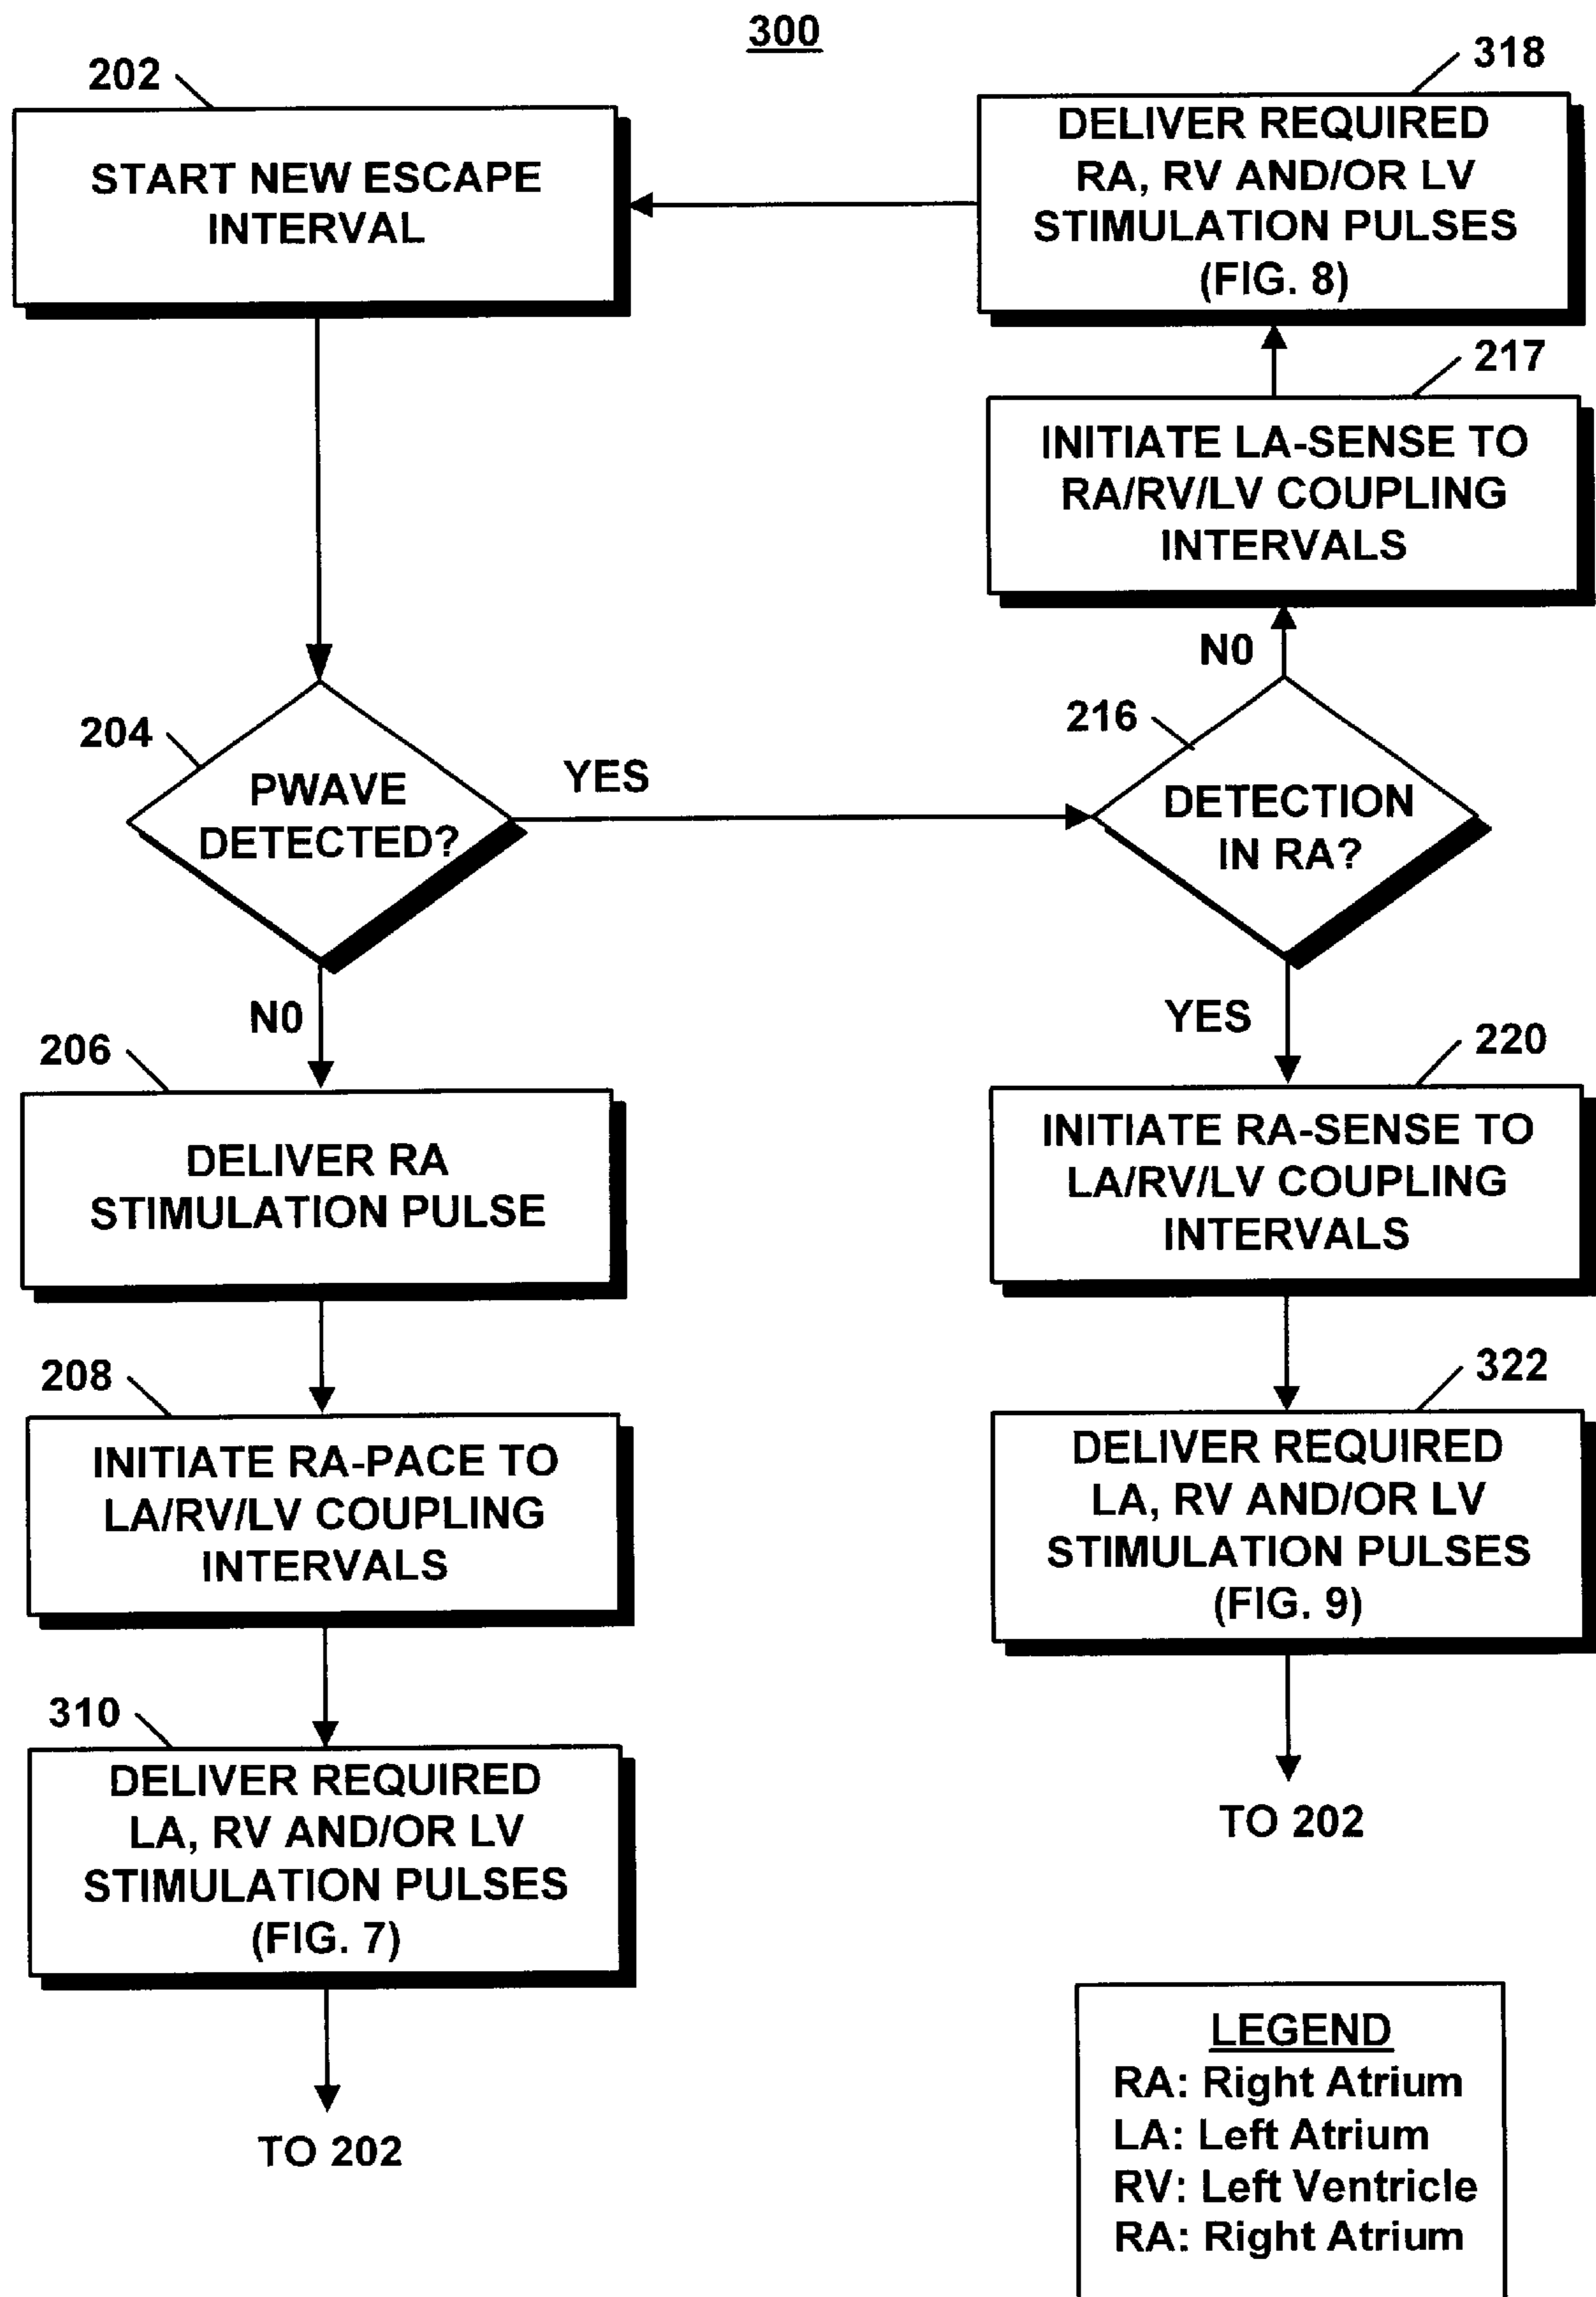 300
202
START NEW ESCAPE
INTERVAL
318
DELIVER REQUIRED
RA, RV AND/OR LV
STIMULATION PULSES
(FIG. 8)
217
INITIATE LA-SENSE TO
RA/RV/LV COUPLING
INTERVALS
N0
204
PWAVE
DETECTED?
YES
216
DETECTION
IN RA?
N0
YES
206
DELIVER RA
STIMULATION PULSE
220
INITIATE RA-SENSE TO
LA/RV/LV COUPLING
INTERVALS
208
INITIATE RA-PACE TO
LA/RV/LV COUPLING
INTERVALS
322
DELIVER REQUIRED
LA, RV AND/OR LV
STIMULATION PULSES
(FIG. 9)
TO 202
310
DELIVER REQUIRED
LA, RV AND/OR LV
STIMULATION PULSES
(FIG. 7)
TO 202
LEGEND
RA: Right Atrium
LA: Left Atrium
RV: Left Ventricle
RA: Right Atrium